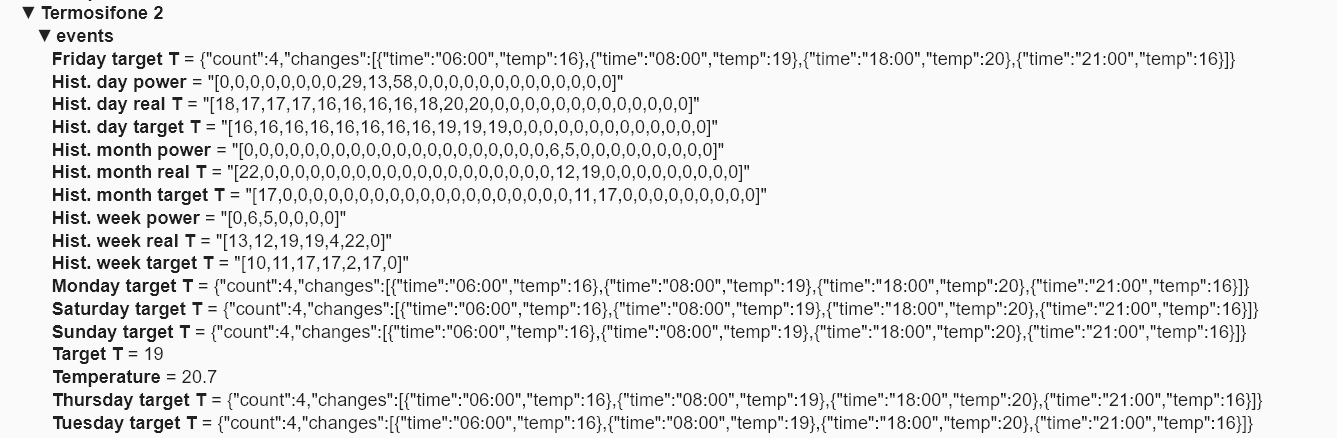 ▼ Termosifone 2
▼ events
Friday target T = {"count":4,"changes":[{"time":"06:00","temp":16},{"time":"08:00","temp":19},{"time":"18:00","temp":20},{"time":"21:00","temp":16}]}
Hist. day power = "[0,0,0,0,0,0,0,0,29,13,58,0,0,0,0,0,0,0,0,0,0,0,0,0]"
Hist. day real T = "[18,17,17,17,16,16,16,16,18,20,20,0,0,0,0,0,0,0,0,0,0,0,0,0]"
Hist. day target T = "[16,16,16,16,16,16,16,16,19,19,19,0,0,0,0,0,0,0,0,0,0,0,0,0]"
Hist. month power = "[0,0,0,0,0,0,0,0,0,0,0,0,0,0,0,0,0,0,0,0,6,5,0,0,0,0,0,0,0,0,0]"
Hist. month real T = "[22,0,0,0,0,0,0,0,0,0,0,0,0,0,0,0,0,0,0,0,12,19,0,0,0,0,0,0,0,0,0]"
Hist. month target T = "[17,0,0,0,0,0,0,0,0,0,0,0,0,0,0,0,0,0,0,0,11,17,0,0,0,0,0,0,0,0,0]"
Hist. week power = "[0,6,5,0,0,0,0]"
Hist. week real T = "[13,12,19,19,4,22,0]"
Hist. week target T = "[10,11,17,17,2,17,0]"
Monday target T = {"count":4,"changes":[{"time":"06:00","temp":16},{"time":"08:00","temp":19},{"time":"18:00","temp":20},{"time":"21:00","temp":16}]}
Saturday target T = {"count":4,"changes":[{"time":"06:00","temp":16},{"time":"08:00","temp":19},{"time":"18:00","temp":20},{"time":"21:00","temp":16}]}
Sunday target T = {"count":4,"changes":[{"time":"06:00","temp":16},{"time":"08:00","temp":19},{"time":"18:00","temp":20},{"time":"21:00","temp":16}]}
Target T = 19
Temperature = 20.7
Thursday target T = {"count":4,"changes":[{"time":"06:00","temp":16},{"time":"08:00","temp":19},{"time":"18:00","temp":20},{"time":"21:00","temp":16}]}
Tuesday target T = {"count":4,"changes":[{"time":"06:00","temp":16},{"time":"08:00","temp":19},{"time":"18:00","temp":20},{"time":"21:00","temp":16}]}